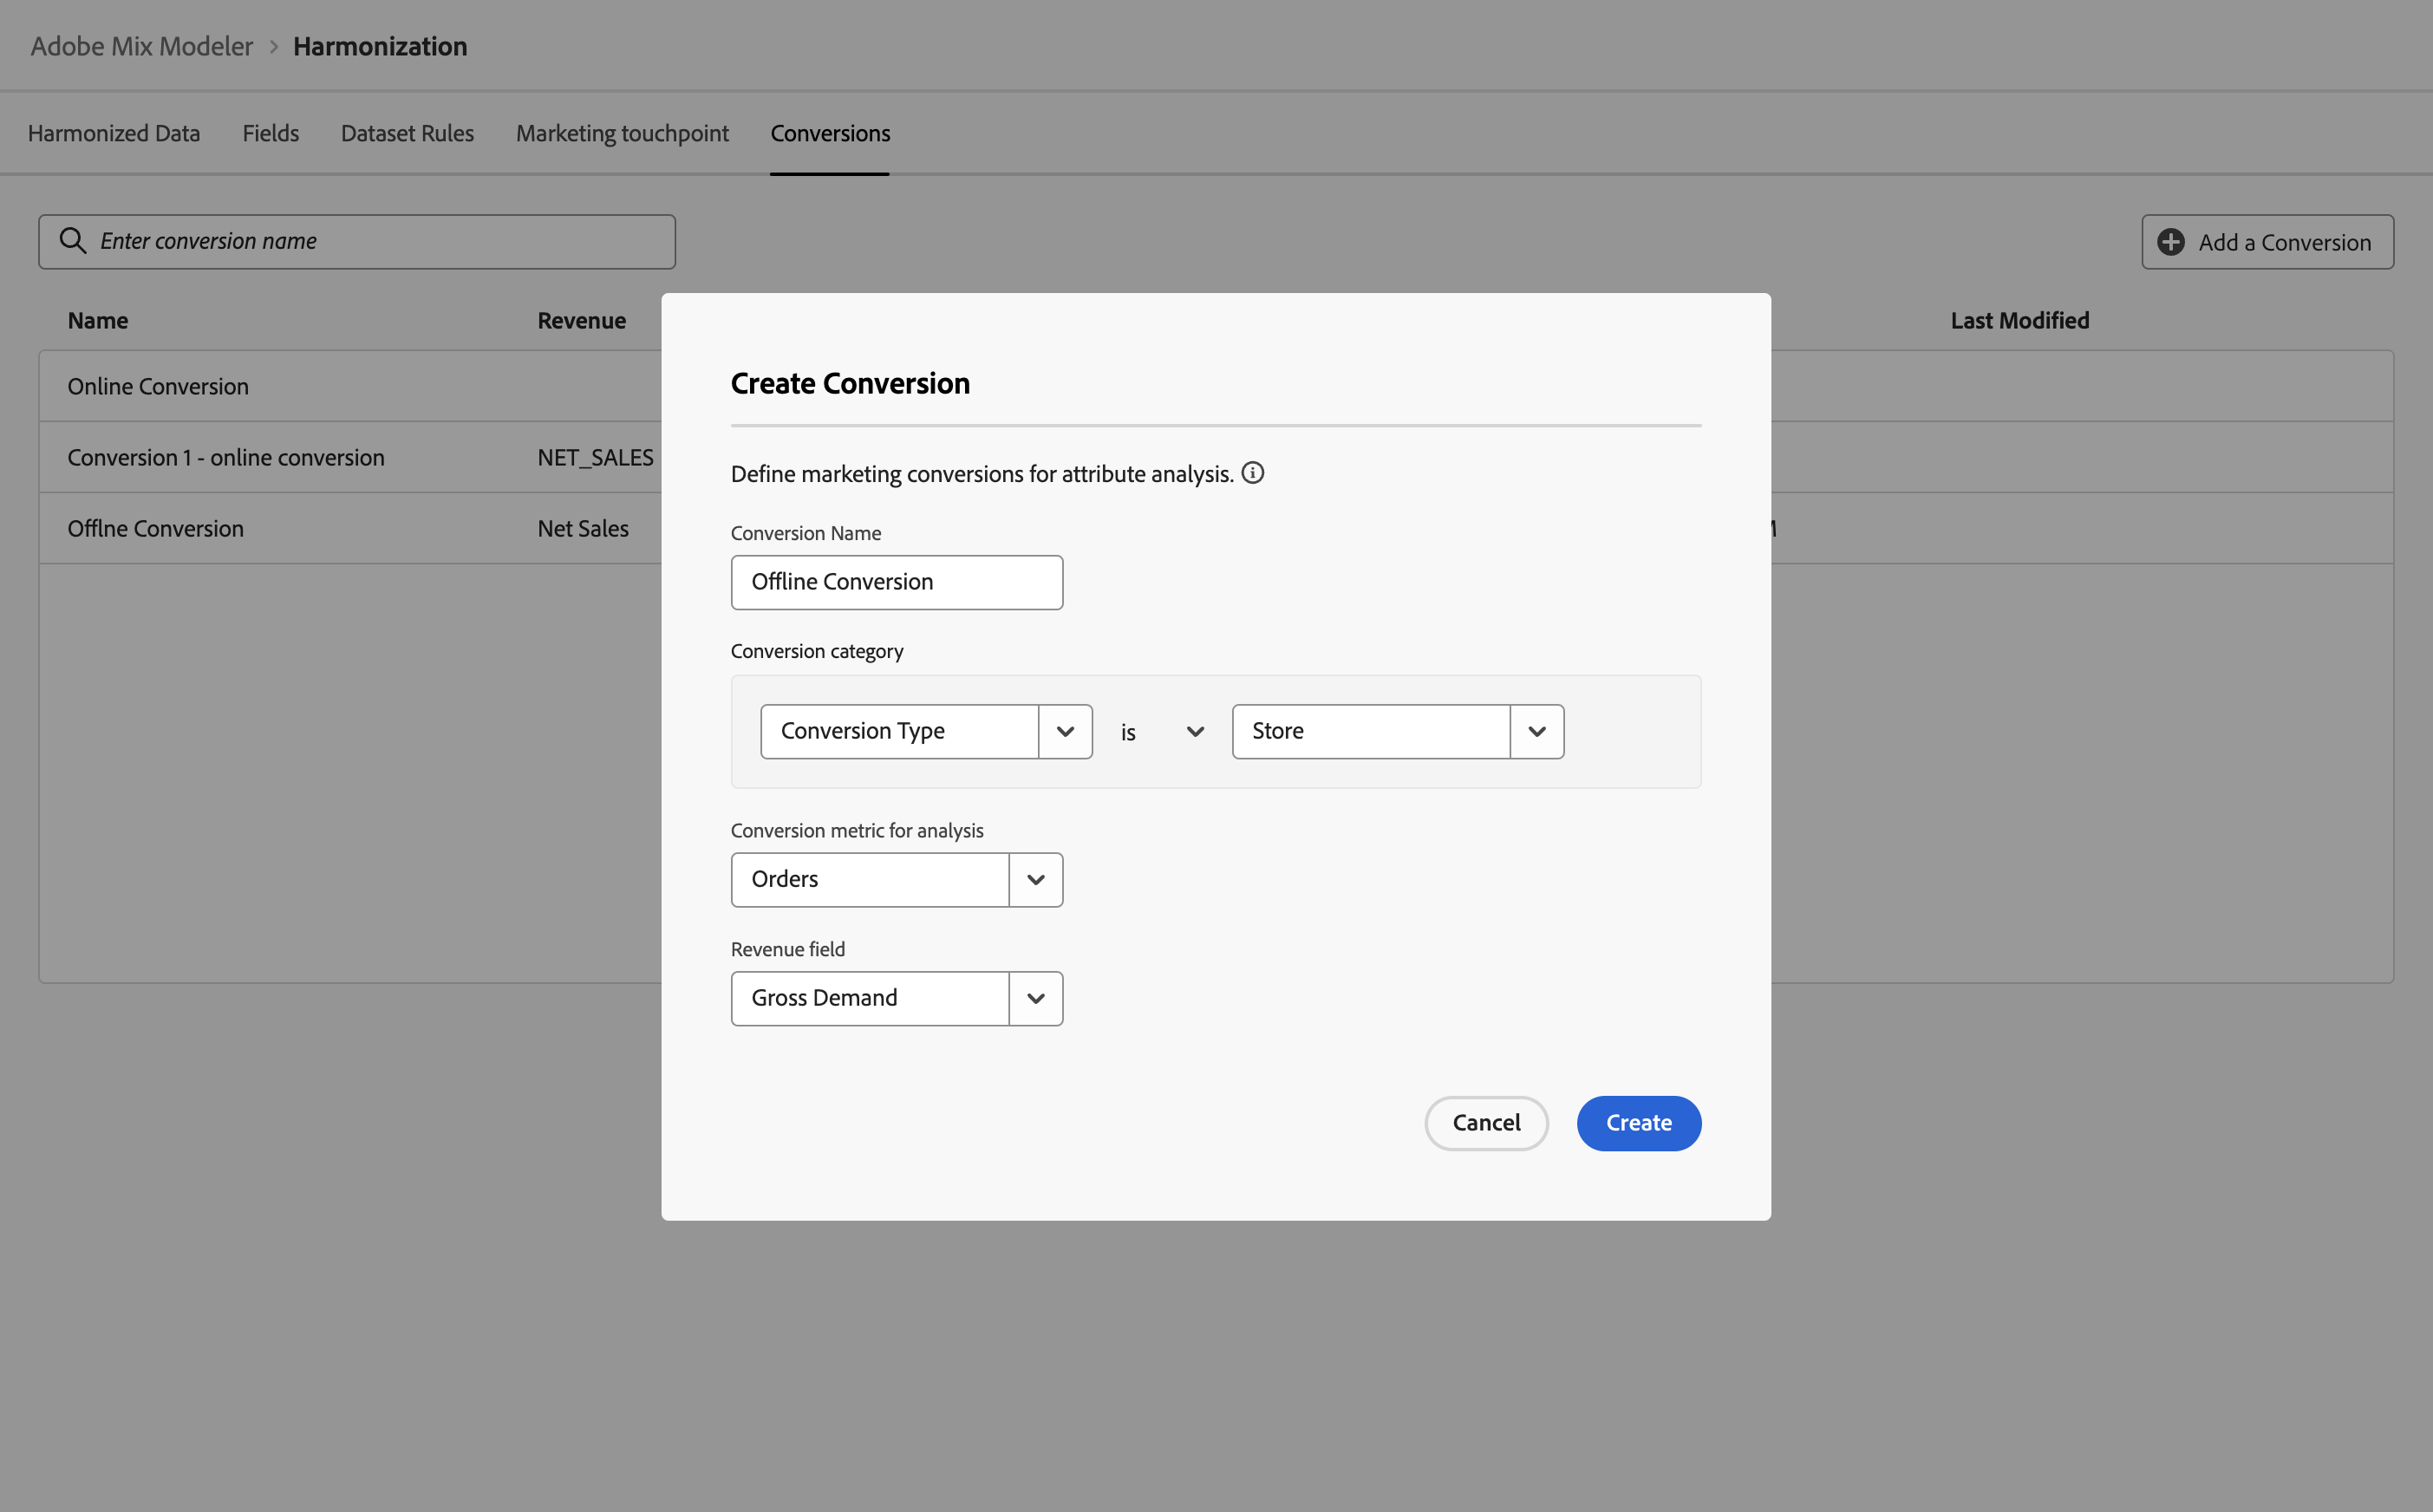 Adobe Mix Modeler > Harmonization
Harmonized Data Fields Dataset Rules Marketing touchpoint Conversions
Enter conversion name
Add a Conversion
Name Revenue Last Modified
Online Conversion
Conversion 1 - online conversion NET_SALES
Offlne Conversion Net Sales
Create Conversion
Define marketing conversions for attribute analysis.
Conversion Name
Offline Conversion
Conversion category
Conversion Type is Store
Conversion metric for analysis
Orders
Revenue field
Gross Demand
Cancel Create